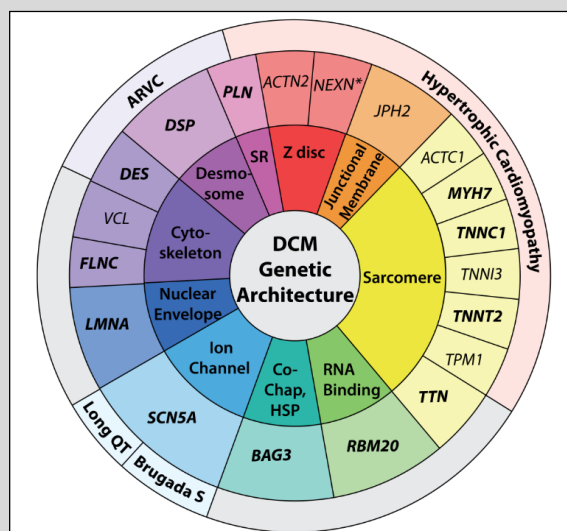 DCM
Genetic
Architecture
Z disc
Junctional
Membrane
Sarcomere
RNA
Binding
Co-
Chap,
HSP
Ion
Channel
Nuclear
Envelope
Cyto-
skeleton
Desmo-
some
SR
ACTN2
NEXN*
JPH2
ACTC1
MYH7
TNNC1
TNNI3
TNNT2
TPM1
TTN
RBM20
BAG3
SCN5A
LMNA
FLNC
VCL
DES
DSP
PLN
Hypertrophic Cardiomyopathy
Brugada S
Long QT
ARVC